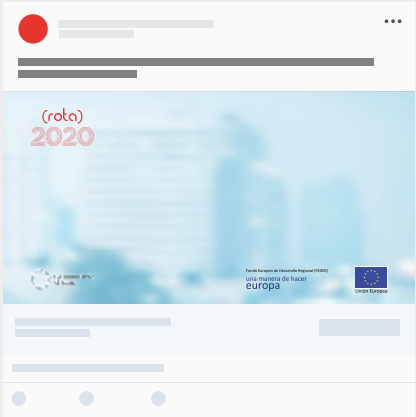 (rota)
2020
Fondo Europeo de Desarrollo Regional (FEDER)
una manera de hacer
europa
Unión Europea